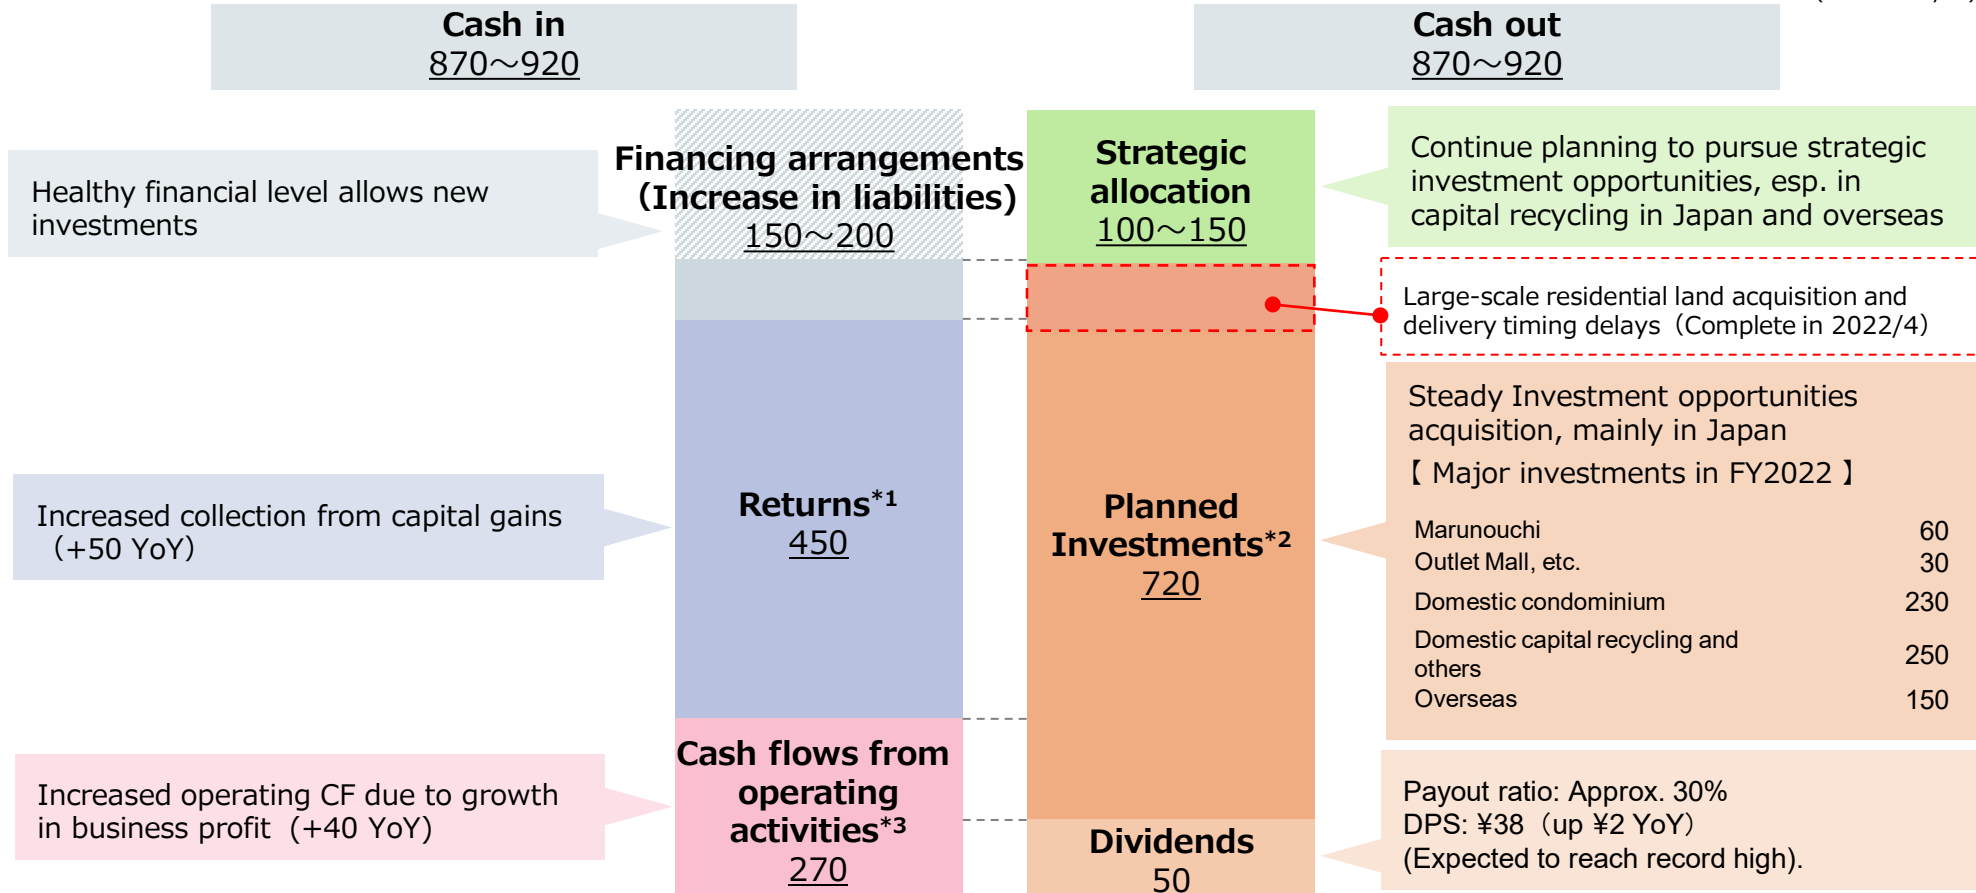 Cash in
870～920
Cash out
870～920
Healthy financial level allows new
investments
Financing arrangements
(Increase in liabilities)
150～200
Strategic
allocation
100～150
Continue planning to pursue strategic
investment opportunities, esp. in
capital recycling in Japan and overseas
Large-scale residential land acquisition and
delivery timing delays（Complete in 2022/4）
Increased collection from capital gains
（+50 YoY）
Returns*1
450
Planned
Investments*2
720
Steady Investment opportunities
acquisition, mainly in Japan
【 Major investments in FY2022 】
Marunouchi 60
Outlet Mall, etc. 30
Domestic condominium 230
Domestic capital recycling and
others 250
Overseas 150
Increased operating CF due to growth
in business profit (+40 YoY)
Cash flows from
operating
activities*3
270
Dividends
50
Payout ratio: Approx. 30%
DPS: ¥38（up ¥2 YoY）
(Expected to reach record high).